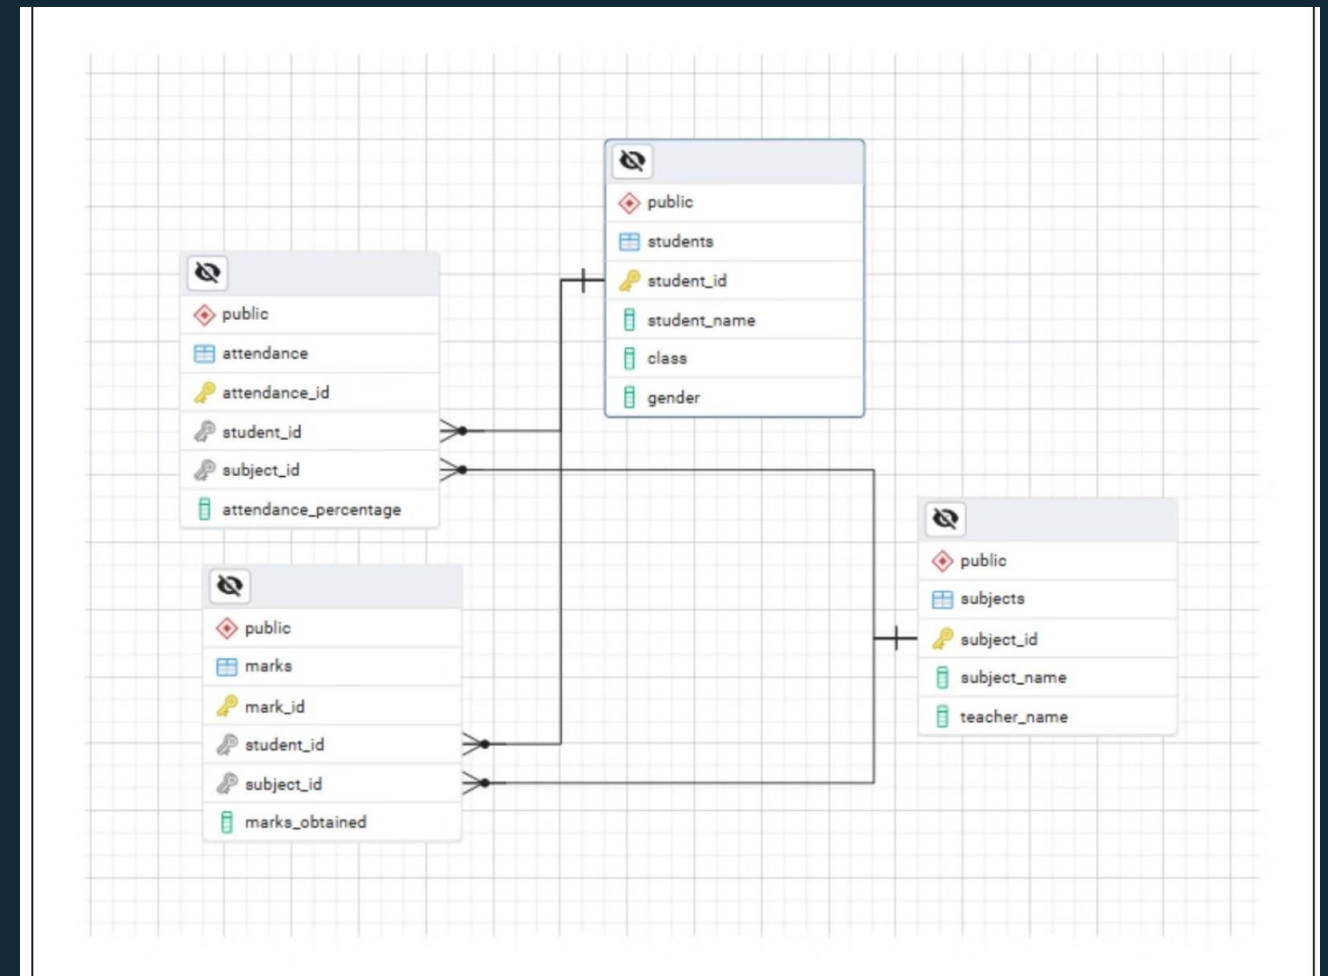 public
students
student_id
student_name
class
gender
public
attendance
attendance_id
student_id
subject_id
attendance_percentage
public
subjects
subject_id
subject_name
teacher_name
public
marks
mark_id
student_id
subject_id
marks_obtained